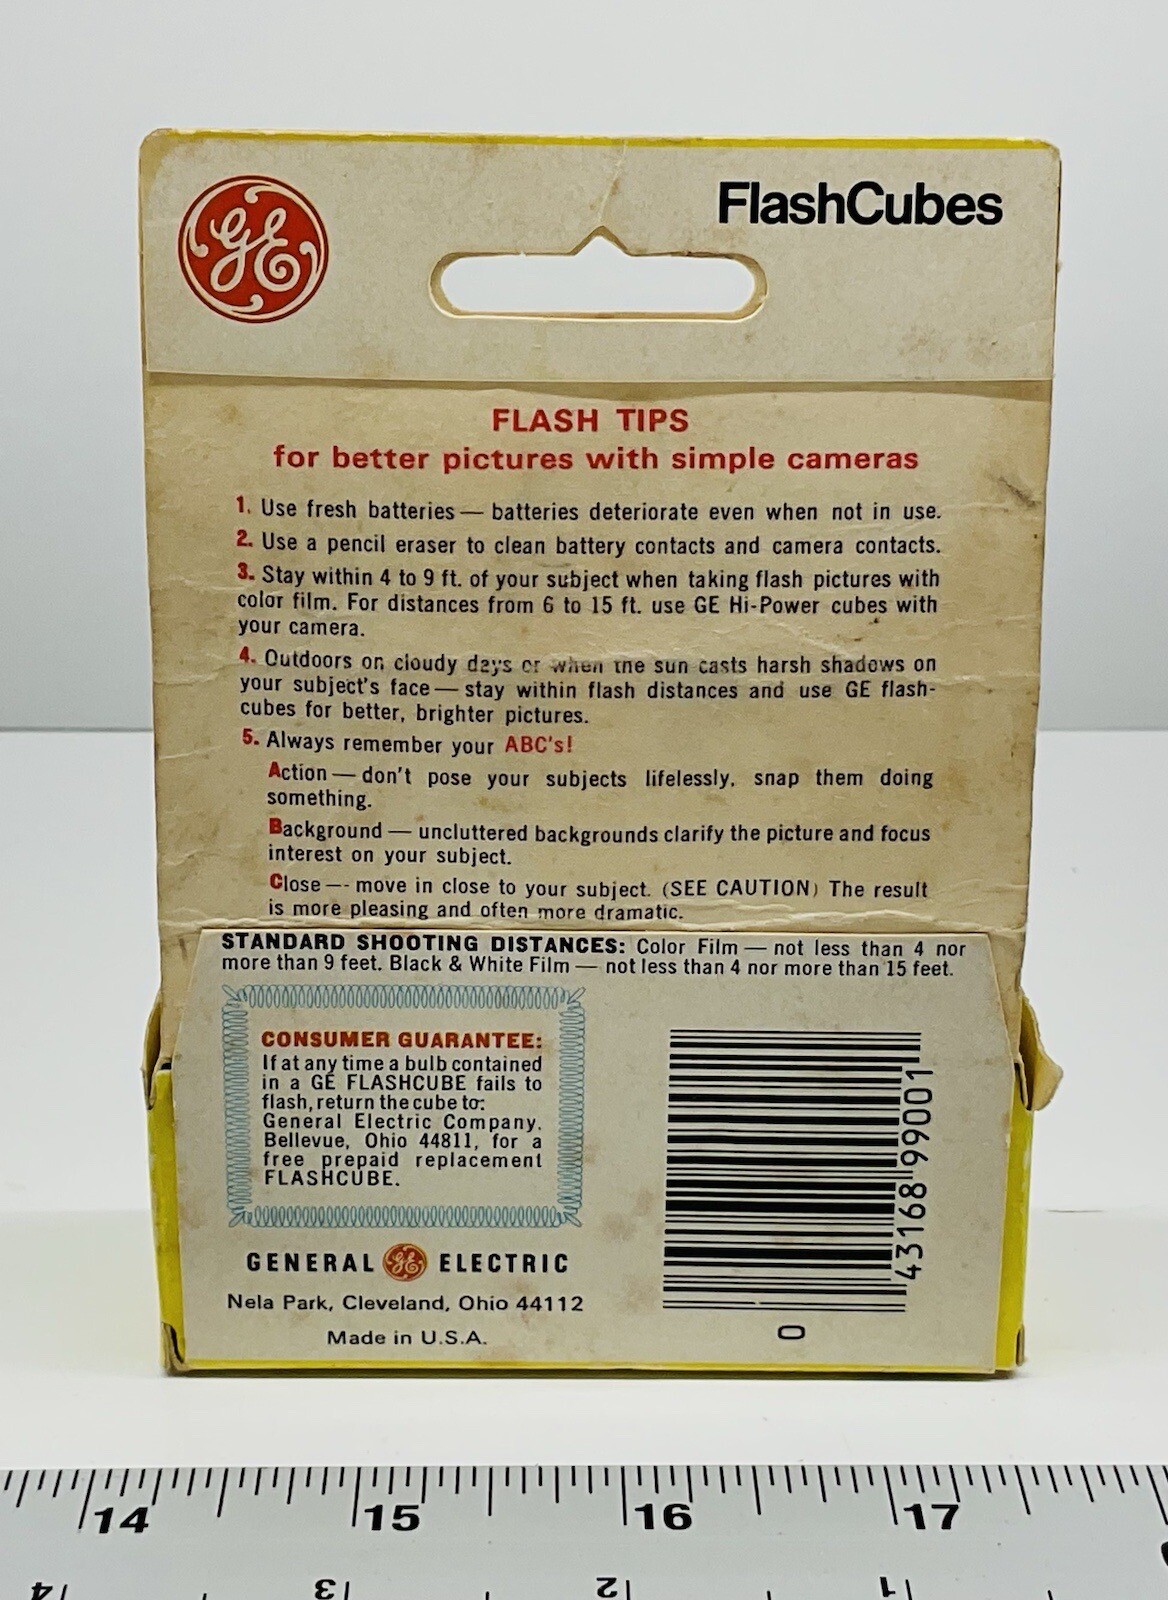 GE
FlashCubes
FLASH TIPS
for better pictures with simple cameras
1. Use fresh batteries — batteries deteriorate even when not in use.
2. Use a pencil eraser to clean battery contacts and camera contacts.
3. Stay within 4 to 9 ft. of your subject when taking flash pictures with
color film. For distances from 6 to 15 ft. use GE Hi-Power cubes with
your camera.
4. Outdoors on cloudy days or when the sun casts harsh shadows on
your subject's face — stay within flash distances and use GE flash-
cubes for better, brighter pictures.
5. Always remember your ABC's!
Action — don't pose your subjects lifelessly, snap them doing
something.
Background — uncluttered backgrounds clarify the picture and focus
interest on your subject.
Close — move in close to your subject. (SEE CAUTION) The result
is more pleasing and often more dramatic.
STANDARD SHOOTING DISTANCES: Color Film — not less than 4 nor
more than 9 feet. Black & White Film — not less than 4 nor more than 15 feet.
CONSUMER GUARANTEE:
If at any time a bulb contained
in a GE FLASHCUBE fails to
flash, return the cube to:
General Electric Company,
Bellevue, Ohio 44811, for a
free prepaid replacement
FLASHCUBE.
GENERAL GE ELECTRIC
Nela Park, Cleveland, Ohio 44112
Made in U.S.A.
43168 99001
0
14 15 16 17
4 3 2 1